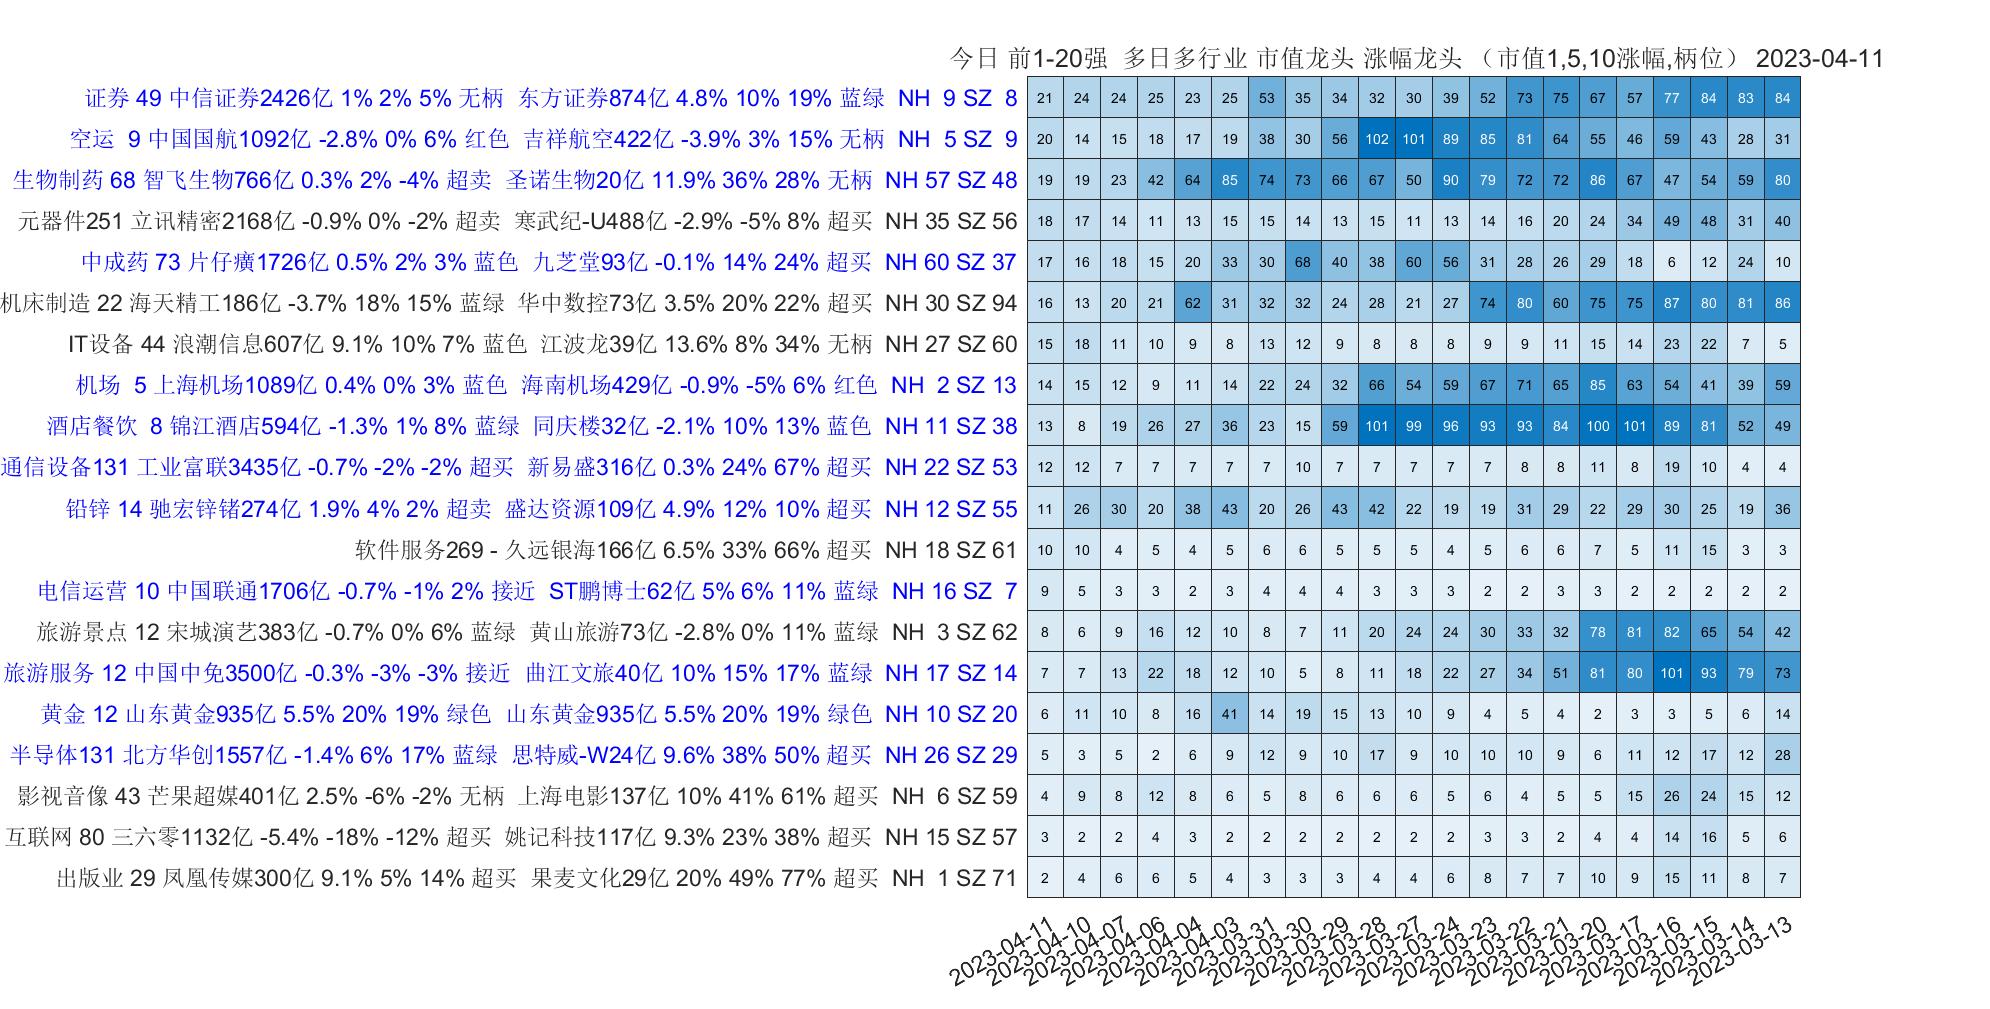 今日 前1-20强 多日多行业 市值龙头 涨幅龙头 （市值1,5,10涨幅,柄位） 2023-04-11
证券 49 中信证券2426亿 1% 2% 5% 无柄 东方证券874亿 4.8% 10% 19% 蓝绿 NH 9 SZ 8 21 24 24 25 23 25 53 35 34 32 30 39 52 73 75 67 57 77 84 83 84
空运 9 中国国航1092亿 -2.8% 0% 6% 红色 吉祥航空422亿 -3.9% 3% 15% 无柄 NH 5 SZ 9 20 14 15 18 17 19 38 30 56 102 101 89 85 81 64 55 46 59 43 28 31
生物制药 68 智飞生物766亿 0.3% 2% -4% 超卖 圣诺生物20亿 11.9% 36% 28% 无柄 NH 57 SZ 48 19 19 23 42 64 85 74 73 66 67 50 90 79 72 72 86 67 47 54 59 80
元器件251 立讯精密2168亿 -0.9% 0% -2% 超卖 寒武纪-U488亿 -2.9% -5% 8% 超买 NH 35 SZ 56 18 17 14 11 13 15 15 14 13 15 11 13 14 16 20 24 34 49 48 31 40
中成药 73 片仔癀1726亿 0.5% 2% 3% 蓝色 九芝堂93亿 -0.1% 14% 24% 超买 NH 60 SZ 37 17 16 18 15 20 33 30 68 40 38 60 56 31 28 26 29 18 6 12 24 10
机床制造 22 海天精工186亿 -3.7% 18% 15% 蓝绿 华中数控73亿 3.5% 20% 22% 超买 NH 30 SZ 94 16 13 20 21 62 31 32 32 24 28 21 27 74 80 60 75 75 87 80 81 86
IT设备 44 浪潮信息607亿 9.1% 10% 7% 蓝色 江波龙39亿 13.6% 8% 34% 无柄 NH 27 SZ 60 15 18 11 10 9 8 13 12 9 8 8 8 9 9 11 15 14 23 22 7 5
机场 5 上海机场1089亿 0.4% 0% 3% 蓝色 海南机场429亿 -0.9% -5% 6% 红色 NH 2 SZ 13 14 15 12 9 11 14 22 24 32 66 54 59 67 71 65 85 63 54 41 39 59
酒店餐饮 8 锦江酒店594亿 -1.3% 1% 8% 蓝绿 同庆楼32亿 -2.1% 10% 13% 蓝色 NH 11 SZ 38 13 8 19 26 27 36 23 15 59 101 99 96 93 93 84 100 101 89 81 52 49
通信设备131 工业富联3435亿 -0.7% -2% -2% 超买 新易盛316亿 0.3% 24% 67% 超买 NH 22 SZ 53 12 12 7 7 7 7 7 10 7 7 7 7 7 8 8 11 8 19 10 4 4
铅锌 14 驰宏锌锗274亿 1.9% 4% 2% 超卖 盛达资源109亿 4.9% 12% 10% 超买 NH 12 SZ 55 11 26 30 20 38 43 20 26 43 42 22 19 19 31 29 22 29 30 25 19 36
软件服务269 - 久远银海166亿 6.5% 33% 66% 超买 NH 18 SZ 61 10 10 4 5 4 5 6 6 5 5 5 4 5 6 6 7 5 11 15 3 3
电信运营 10 中国联通1706亿 -0.7% -1% 2% 接近 ST鹏博士62亿 5% 6% 11% 蓝绿 NH 16 SZ 7 9 5 3 3 2 3 4 4 4 3 3 3 2 2 3 3 2 2 2 2 2
旅游景点 12 宋城演艺383亿 -0.7% 0% 6% 蓝绿 黄山旅游73亿 -2.8% 0% 11% 蓝绿 NH 3 SZ 62 8 6 9 16 12 10 8 7 11 20 24 24 30 33 32 78 81 82 65 54 42
旅游服务 12 中国中免3500亿 -0.3% -3% -3% 接近 曲江文旅40亿 10% 15% 17% 蓝绿 NH 17 SZ 14 7 7 13 22 18 12 10 5 8 11 18 22 27 34 51 81 80 101 93 79 73
黄金 12 山东黄金935亿 5.5% 20% 19% 绿色 山东黄金935亿 5.5% 20% 19% 绿色 NH 10 SZ 20 6 11 10 8 16 41 14 19 15 13 10 9 4 5 4 2 3 3 5 6 14
半导体131 北方华创1557亿 -1.4% 6% 17% 蓝绿 思特威-W24亿 9.6% 38% 50% 超买 NH 26 SZ 29 5 3 5 2 6 9 12 9 10 17 9 10 10 10 9 6 11 12 17 12 28
影视音像 43 芒果超媒401亿 2.5% -6% -2% 无柄 上海电影137亿 10% 41% 61% 超买 NH 6 SZ 59 4 9 8 12 8 6 5 8 6 6 6 5 6 4 5 5 15 26 24 15 12
互联网 80 三六零1132亿 -5.4% -18% -12% 超买 姚记科技117亿 9.3% 23% 38% 超买 NH 15 SZ 57 3 2 2 4 3 2 2 2 2 2 2 2 3 3 2 4 4 14 16 5 6
出版业 29 凤凰传媒300亿 9.1% 5% 14% 超买 果麦文化29亿 20% 49% 77% 超买 NH 1 SZ 71 2 4 6 6 5 4 3 3 3 4 4 6 8 7 7 10 9 15 11 8 7
2023-04-11 2023-04-10 2023-04-07 2023-04-06 2023-04-04 2023-04-03 2023-03-31 2023-03-30 2023-03-29 2023-03-28 2023-03-27 2023-03-24 2023-03-23 2023-03-22 2023-03-21 2023-03-20 2023-03-17 2023-03-16 2023-03-15 2023-03-14 2023-03-13